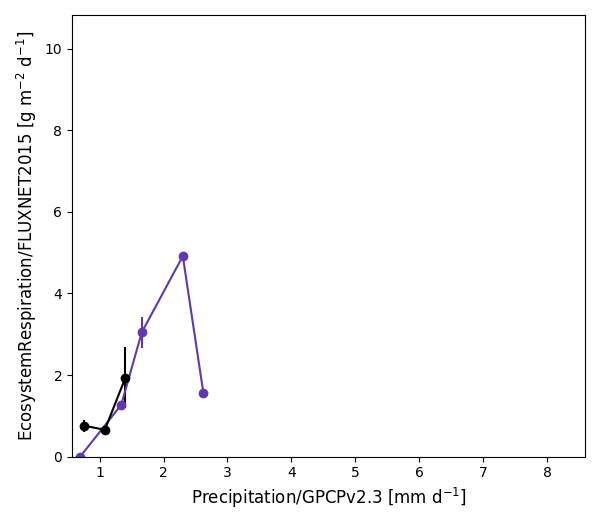 EcosystemRespiration/FLUXNET2015 [g m⁻² d⁻¹]
10
8
6
4
2
0
1 2 3 4 5 6 7 8
Precipitation/GPCPv2.3 [mm d⁻¹]